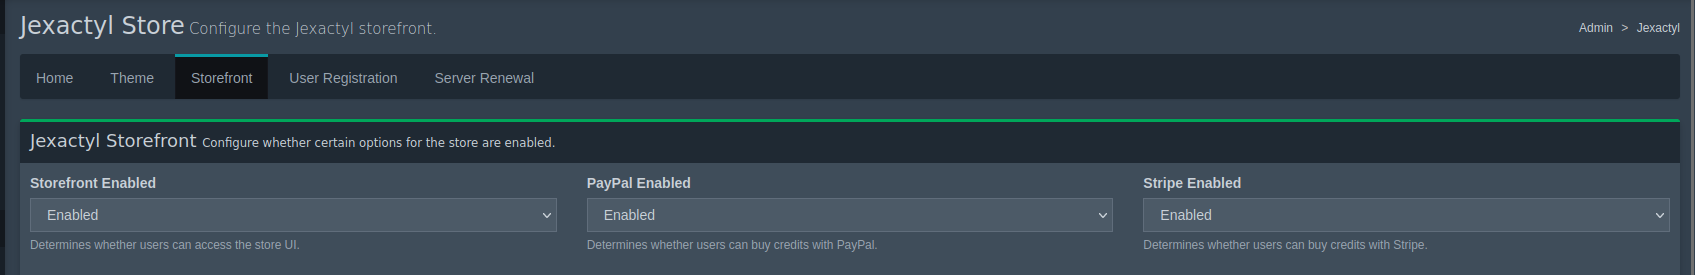 Jexactyl Store Configure the Jexactyl storefront.
Admin > Jexactyl
Home Theme Storefront User Registration Server Renewal
Jexactyl Storefront Configure whether certain options for the store are enabled.
Storefront Enabled PayPal Enabled Stripe Enabled
Enabled Enabled Enabled
Determines whether users can access the store UI. Determines whether users can buy credits with PayPal. Determines whether users can buy credits with Stripe.